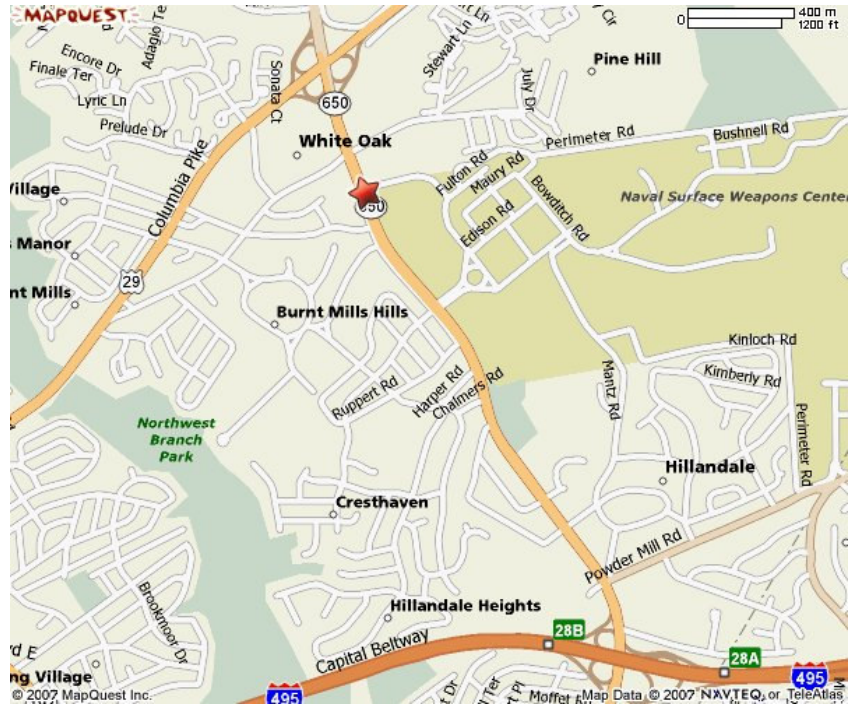 MAPQUEST
400 m
0
1200 ft
Adagio Ter
Encore Dr
Finale Ter
Lyric Ln
Prelude Dr
Sonata Ct
Stewart Ln
July Dr
Pine Hill
650
White Oak
Perimeter Rd
Bushnell Rd
Fulton Rd
Maury Rd
Bowditch Rd
Edison Rd
Naval Surface Weapons Center
Columbia Pike
Village
Manor
nt Mills
29
Burnt Mills Hills
Kinloch Rd
Kimberly Rd
Mantz Rd
Perimeter Rd
Ruppert Rd
Harper Rd
Chalmers Rd
Northwest
Branch
Park
Hillandale
Cresthaven
Powder Mill Rd
Brookmoor Dr
Hillandale Heights
28B
Capital Beltway
28A
rd E
ng Village
495
495
Moffet
© 2007 MapQuest Inc.
Map Data © 2007 NAVTEQ, or TeleAtlas